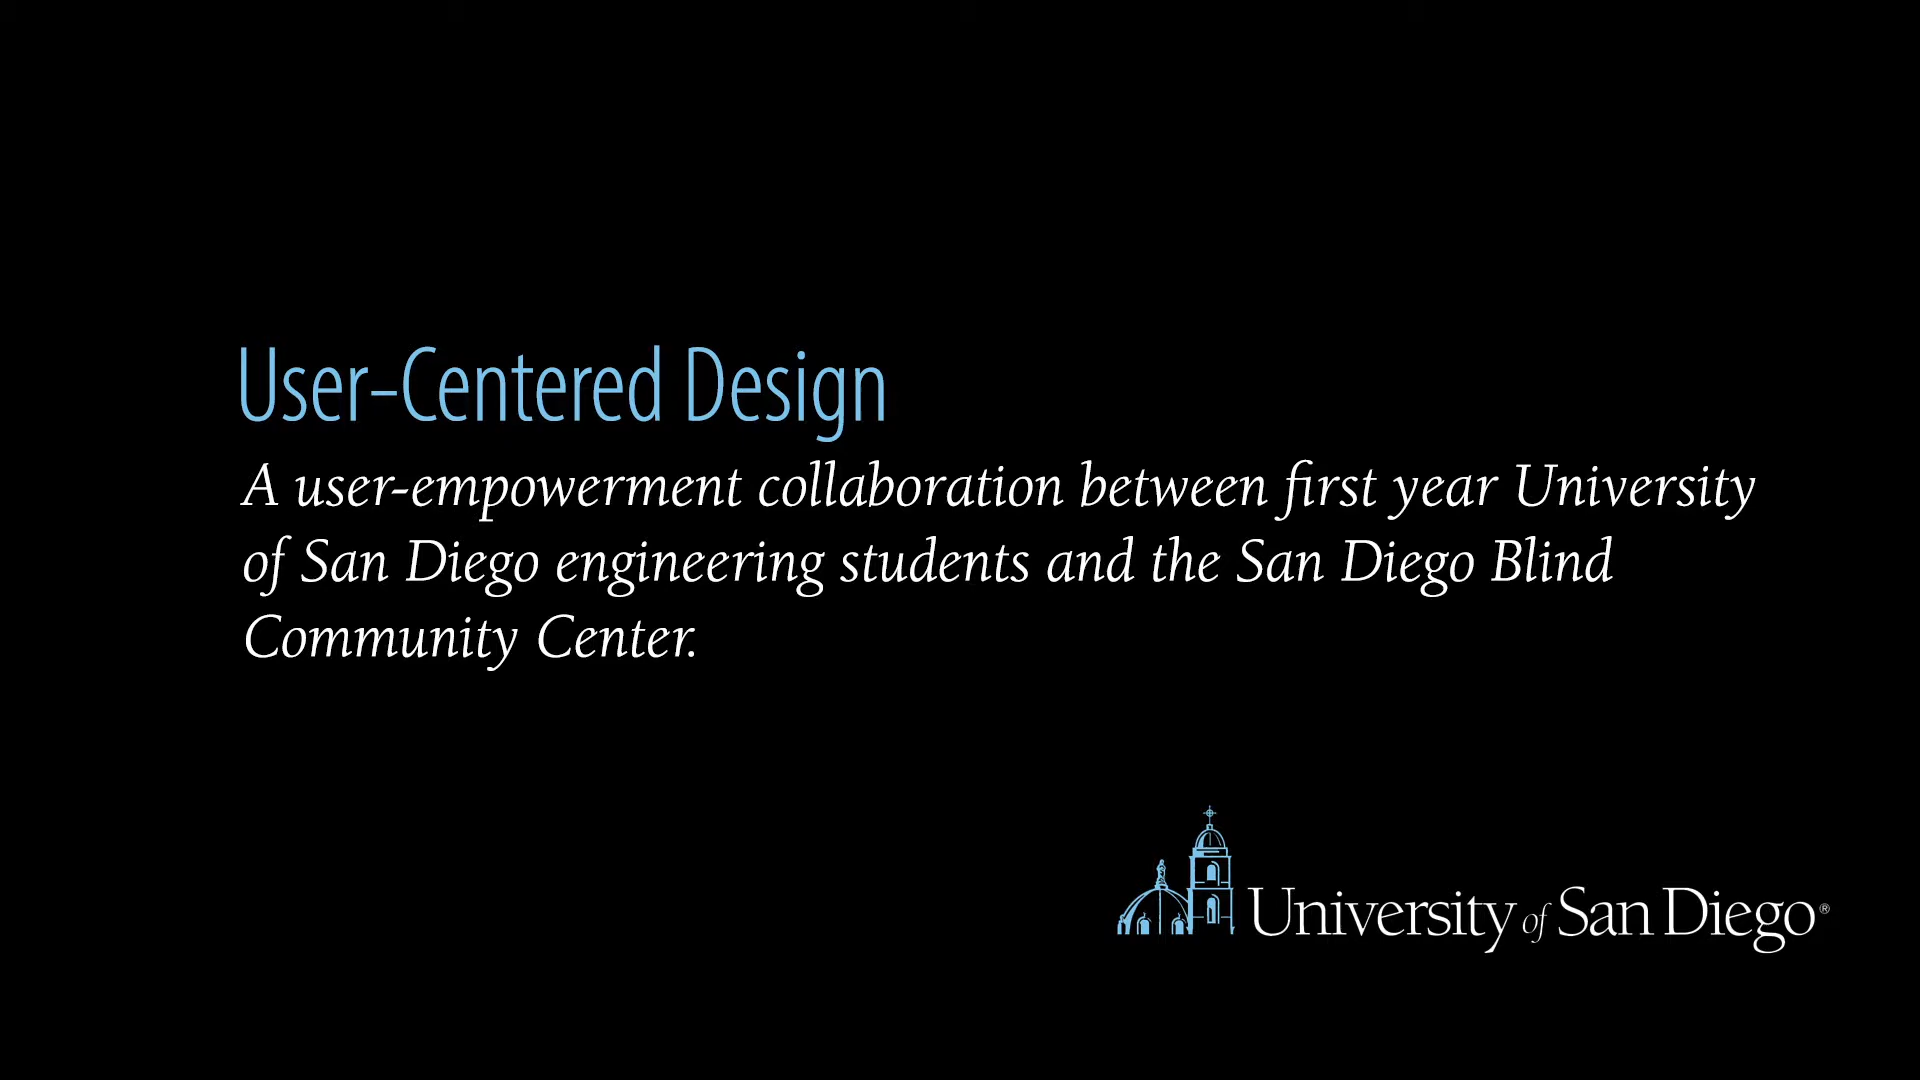 User-Centered Design
A user-empowerment collaboration between first year University
of San Diego engineering students and the San Diego Blind
Community Center.
University of San Diego®